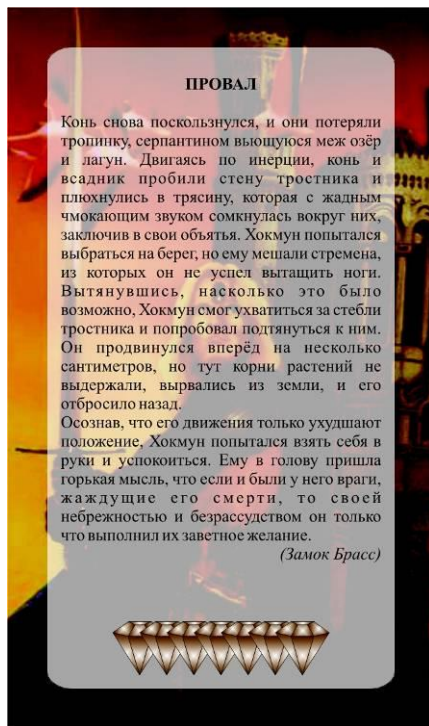 ПРОВАЛ
Конь снова поскользнулся, и они потеряли
тропинку, серпантином вьющуюся меж озёр
и лагун. Двигаясь по инерции, конь и
всадник пробили стену тростника и
плюхнулись в трясину, которая с жадным
чмокающим звуком сомкнулась вокруг них,
заключив в свои объятья. Хокмун попытался
выбраться на берег, но ему мешали стремена,
из которых он не успел вытащить ноги.
Вытянувшись, насколько это было
возможно, Хокмун смог ухватиться за стебли
тростника и попробовал подтянуться к ним.
Он продвинулся вперёд на несколько
сантиметров, но тут корни растений не
выдержали, вырвались из земли, и его
отбросило назад.
Осознав, что его движения только ухудшают
положение, Хокмун попытался взять себя в
руки и успокоиться. Ему в голову пришла
горькая мысль, что если и были у него враги,
жаждущие его смерти, то своей
небрежностью и безрассудством он только
что выполнил их заветное желание.
(Замок Брасс)